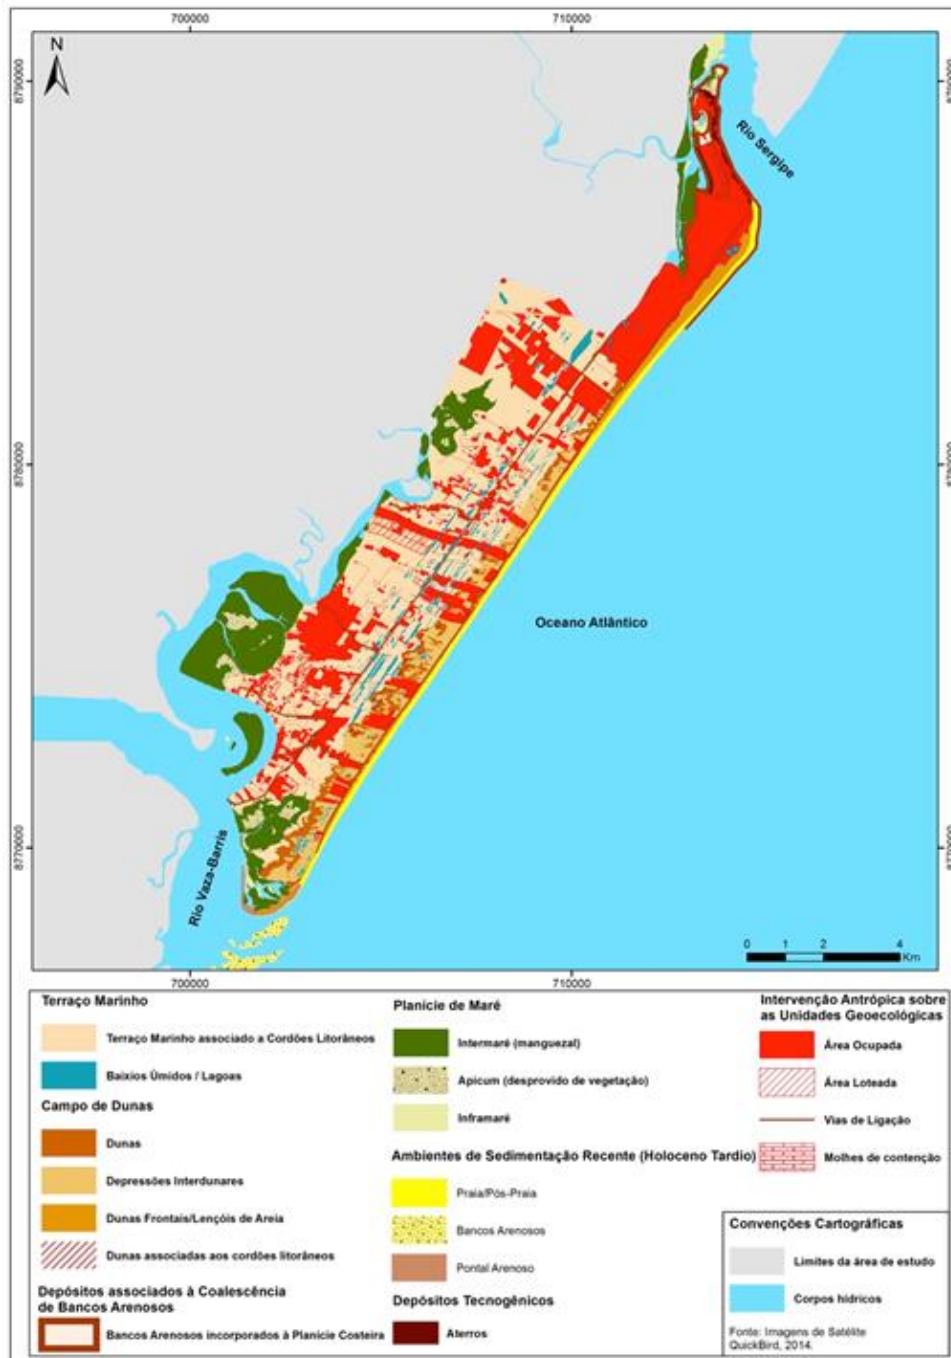 700000
710000
N
8790000
8790000
Rio Sergipe
8780000
8780000
Oceano Atlântico
Rio Vaza-Barris
8770000
8770000
0 1 2 4
Km
700000
710000
Terraço Marinho
Terraço Marinho associado a Cordões Litorâneos
Baixios Úmidos / Lagoas
Campo de Dunas
Dunas
Depressões Interdunares
Dunas Frontais/Lençóis de Areia
Dunas associadas aos cordões litorâneos
Depósitos associados à Coalescência
de Bancos Arenosos
Bancos Arenosos incorporados à Planície Costeira
Planície de Maré
Intermaré (manguezal)
Apicum (desprovido de vegetação)
Inframaré
Ambientes de Sedimentação Recente (Holoceno Tardio)
Praia/Pós-Praia
Bancos Arenosos
Pontal Arenoso
Depósitos Tecnogênicos
Aterros
Intervenção Antrópica sobre
as Unidades Geoecológicas
Área Ocupada
Área Loteada
Vias de Ligação
Molhes de contenção
Convenções Cartográficas
Limites da área de estudo
Corpos hídricos
Fonte: Imagens de Satélite
QuickBird, 2014.